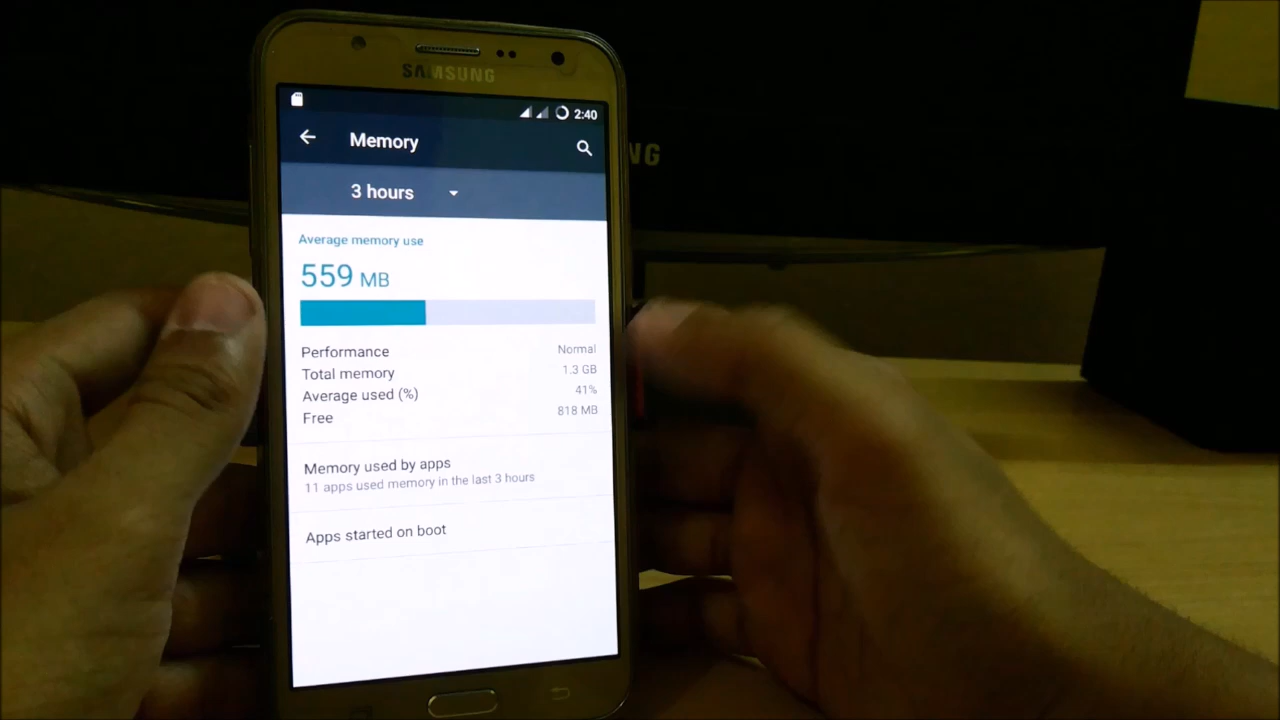 SAMSUNG
2:40
Memory
NG
3 hours
Average memory use
559 MB
Performance Normal
Total memory 1.3 GB
Average used (%) 41%
Free 818 MB
Memory used by apps
11 apps used memory in the last 3 hours
Apps started on boot